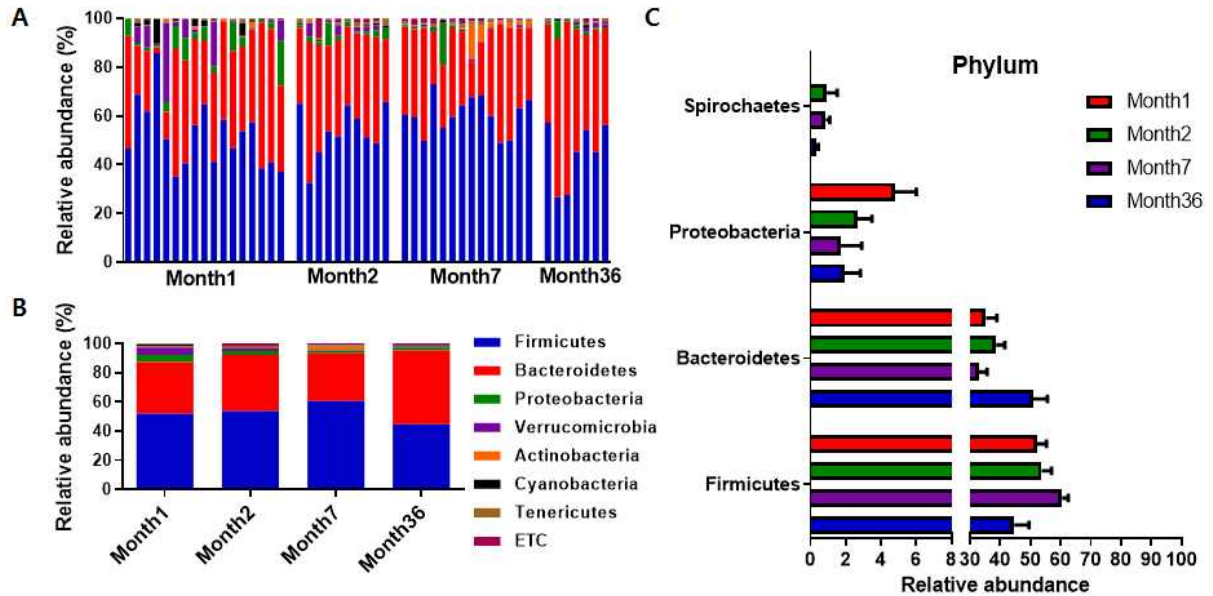 A
Relative abundance (%)
100
80
60
40
20
0
Month1
Month2
Month7
Month36
B
Relative abundance (%)
100
80
60
40
20
0
Month1
Month2
Month7
Month36
Firmicutes
Bacteroidetes
Proteobacteria
Verrucomicrobia
Actinobacteria
Cyanobacteria
Tenericutes
ETC
C
Phylum
Month1
Month2
Month7
Month36
Spirochaetes
Proteobacteria
Bacteroidetes
Firmicutes
0 2 4 6 8 30 40 50 60 70 80 90 100
Relative abundance